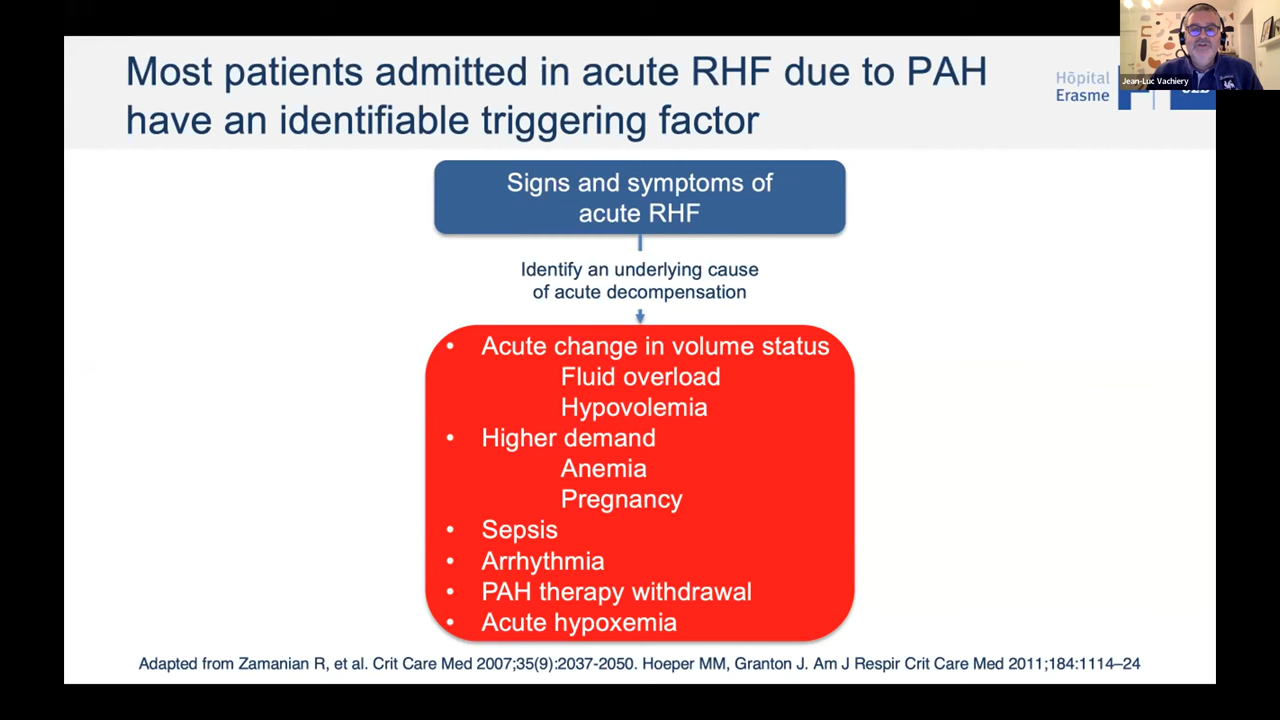 Most patients admitted in acute RHF due to PAH
have an identifiable triggering factor
Hôpital
Erasme
Jean-Luc Vachiery
Signs and symptoms of
acute RHF
Identify an underlying cause
of acute decompensation
• Acute change in volume status
Fluid overload
Hypovolemia
• Higher demand
Anemia
Pregnancy
• Sepsis
• Arrhythmia
• PAH therapy withdrawal
• Acute hypoxemia
Adapted from Zamanian R, et al. Crit Care Med 2007;35(9):2037-2050. Hoeper MM, Granton J. Am J Respir Crit Care Med 2011;184:1114–24